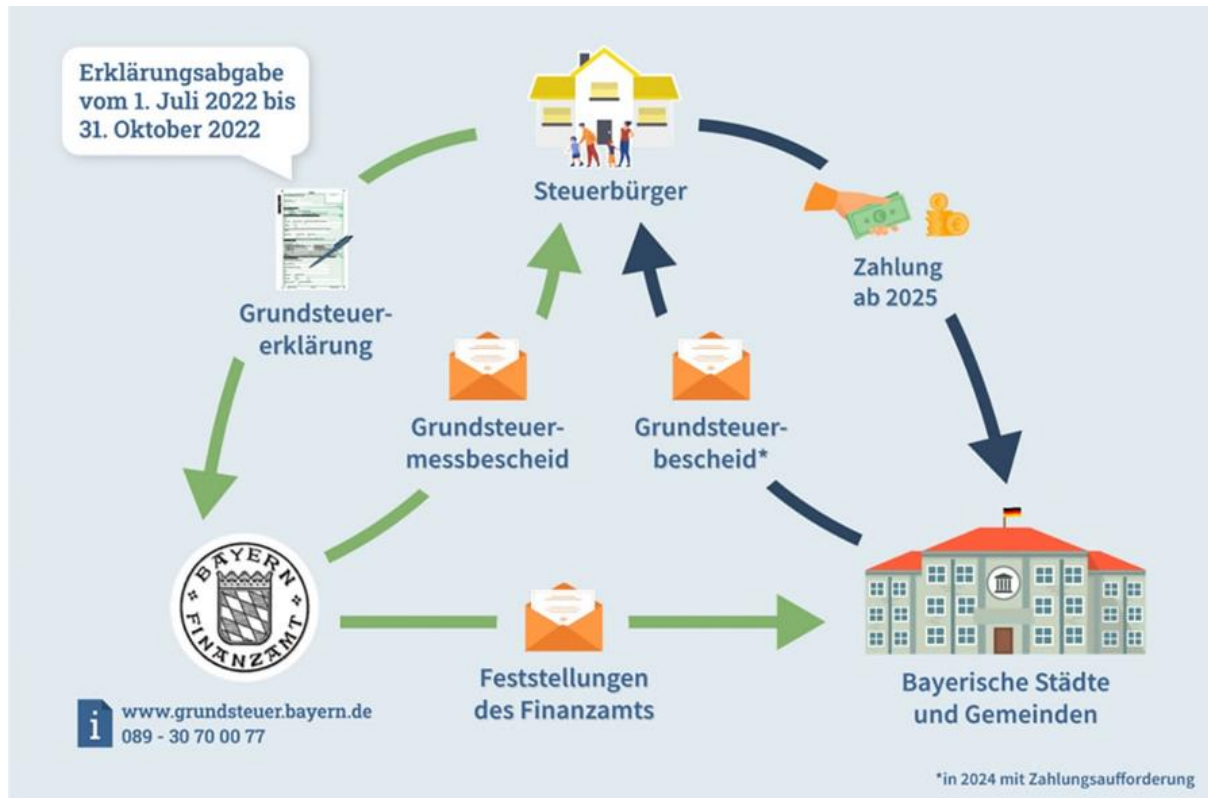 Erklärungsabgabe
vom 1. Juli 2022 bis
31. Oktober 2022
Steuerbürger
Zahlung
ab 2025
Grundsteuer-
erklärung
Grundsteuer-
messbescheid
Grundsteuer-
bescheid*
BAYERN
FINANZAMT
Feststellungen
des Finanzamts
Bayerische Städte
und Gemeinden
i www.grundsteuer.bayern.de
089 - 30 70 00 77
*in 2024 mit Zahlungsaufforderung